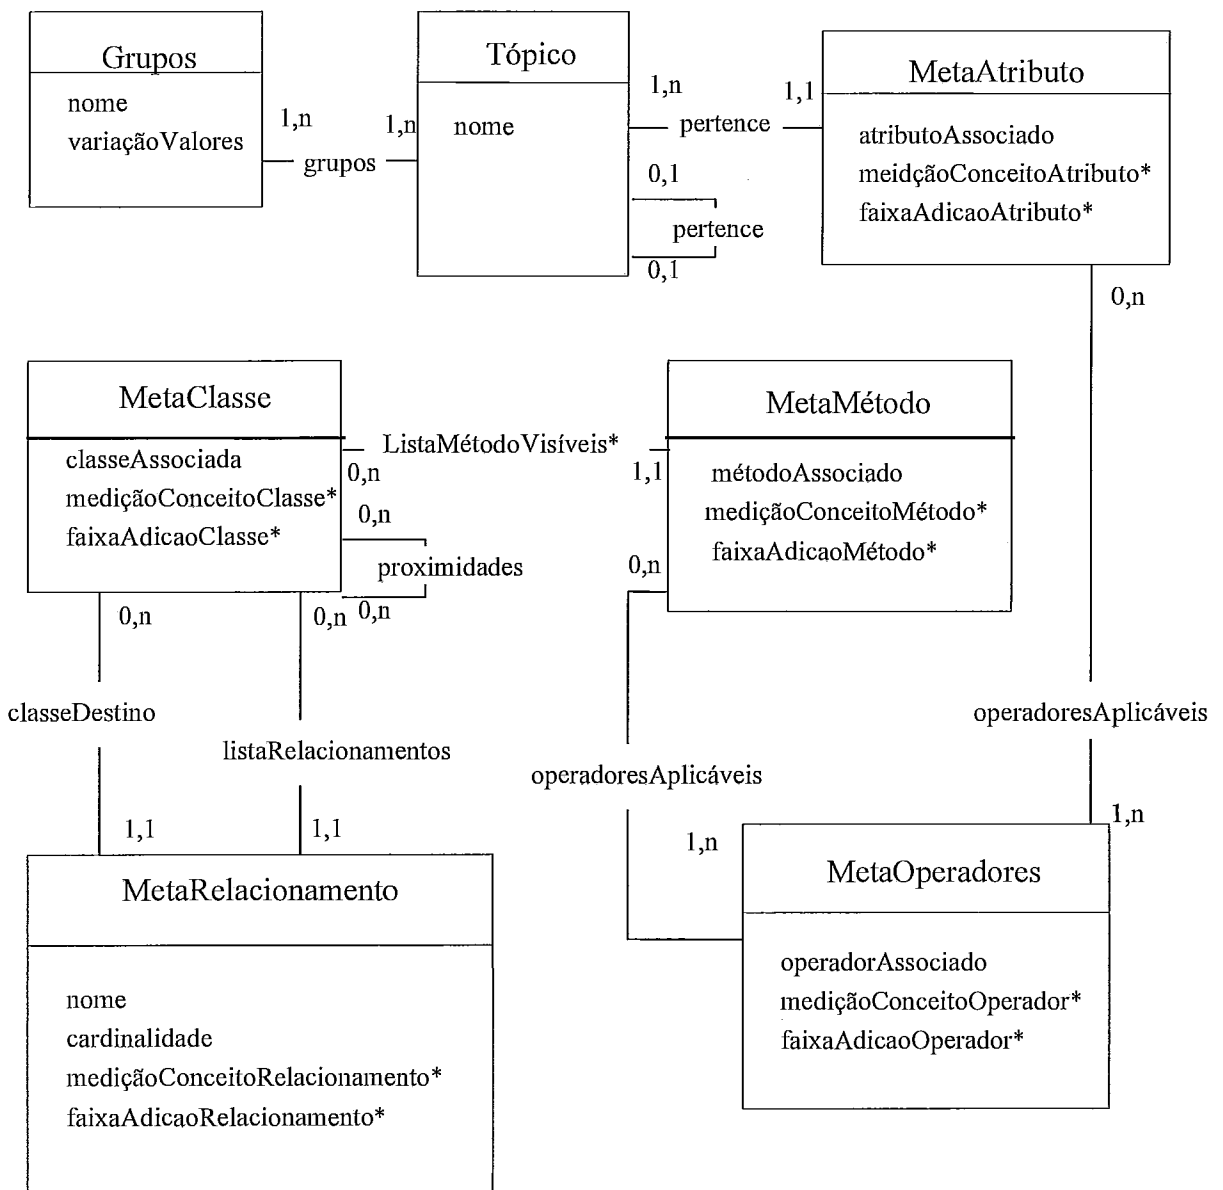 Grupos
nome
variaçãoValores
1,n
grupos
1,n
Tópico
nome
1,n
pertence
1,1
0,1
pertence
0,1
MetaAtributo
atributoAssociado
meidçãoConceitoAtributo*
faixaAdicaoAtributo*
0,n
MetaClasse
classeAssociada
mediçãoConceitoClasse*
faixaAdicaoClasse*
ListaMétodoVisíveis*
0,n
1,1
0,n
proximidades
0,n
MetaMétodo
métodoAssociado
mediçãoConceitoMétodo*
faixaAdicaoMétodo*
0,n
0,n
0,n
classeDestino
listaRelacionamentos
operadoresAplicáveis
operadoresAplicáveis
1,1
1,1
1,n
1,n
MetaRelacionamento
nome
cardinalidade
mediçãoConceitoRelacionamento*
faixaAdicaoRelacionamento*
MetaOperadores
operadorAssociado
mediçãoConceitoOperador*
faixaAdicaoOperador*